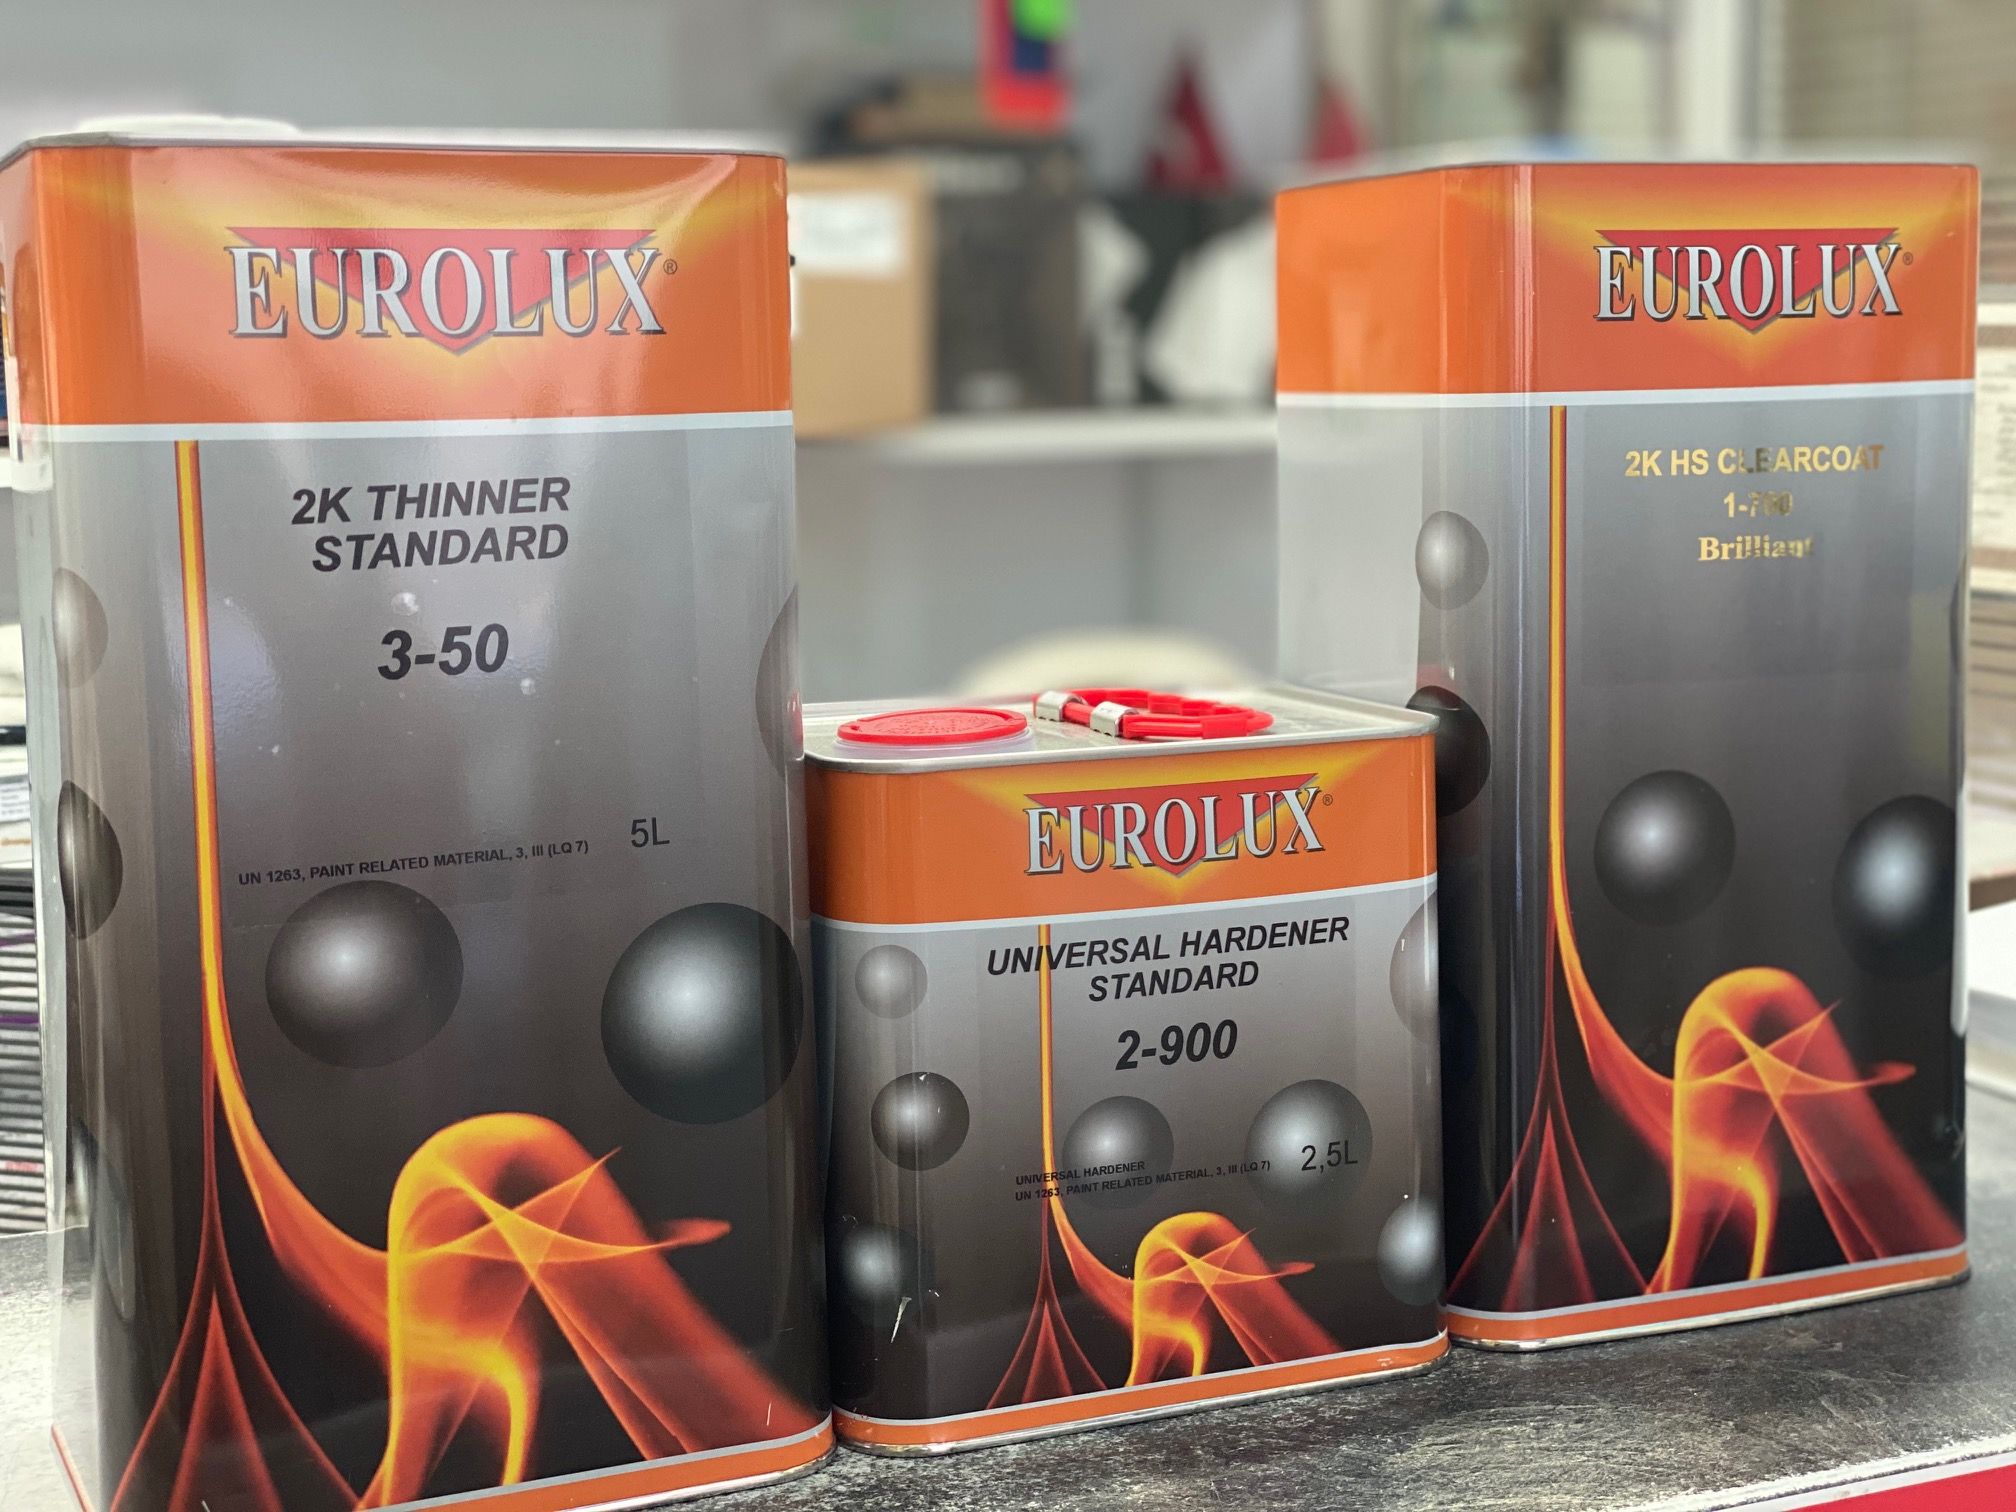 EUROLUX®
2K THINNER
STANDARD
3-50
5L
UN 1263, PAINT RELATED MATERIAL, 3, III (LQ 7)
EUROLUX®
UNIVERSAL HARDENER
STANDARD
2-900
UNIVERSAL HARDENER
UN 1263, PAINT RELATED MATERIAL, 3, III (LQ 7)
2,5L
EUROLUX®
2K HS CLEARCOAT
1-700
Brilliant